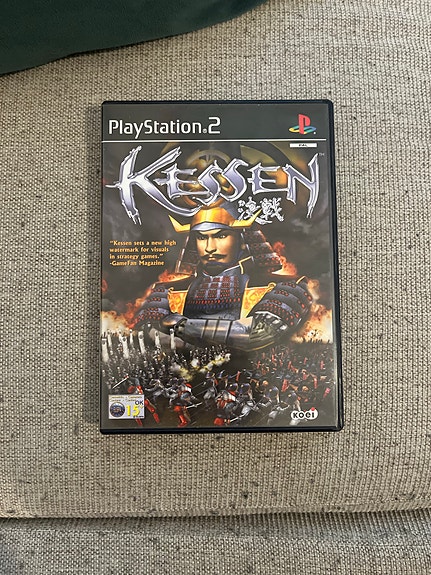 PlayStation.2
PAL
KESSEN
決戦
"Kessen sets a new high
watermark for visuals
in strategy games."
-GameFan Magazine
UK
15
KOEI